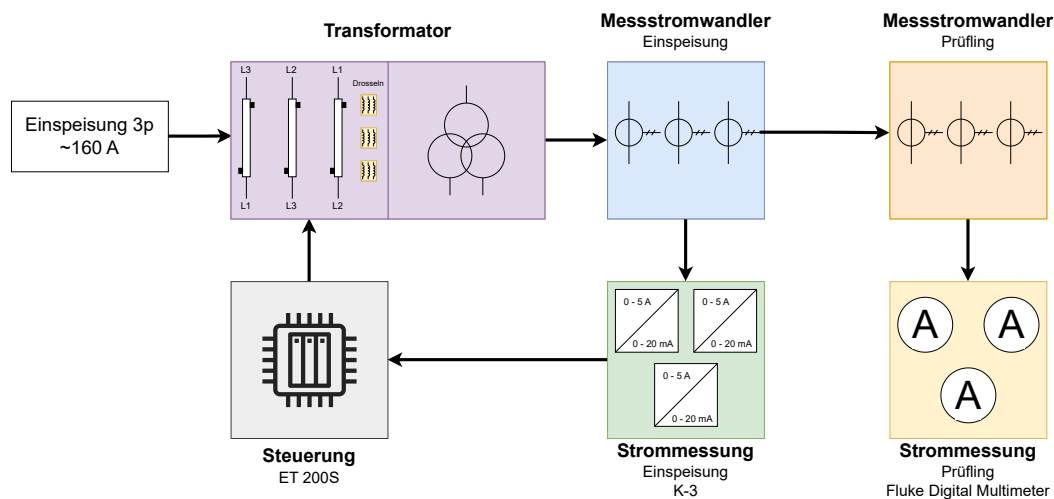 Transformator
Messstromwandler
Einspeisung
Messstromwandler
Prüfling
L3
L2
L1
Drosseln
Einspeisung 3p
~160 A
L1
L3
L2
0 - 5 A
0 - 20 mA
0 - 5 A
0 - 20 mA
0 - 5 A
0 - 20 mA
A
A
A
Steuerung
ET 200S
Strommessung
Einspeisung
K-3
Strommessung
Prüfling
Fluke Digital Multimeter